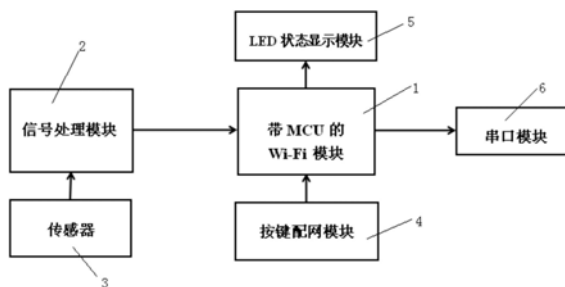 5
LED 状态显示模块
2
1
6
信号处理模块
带 MCU 的
Wi-Fi 模块
串口模块
传感器
按键配网模块
4
3